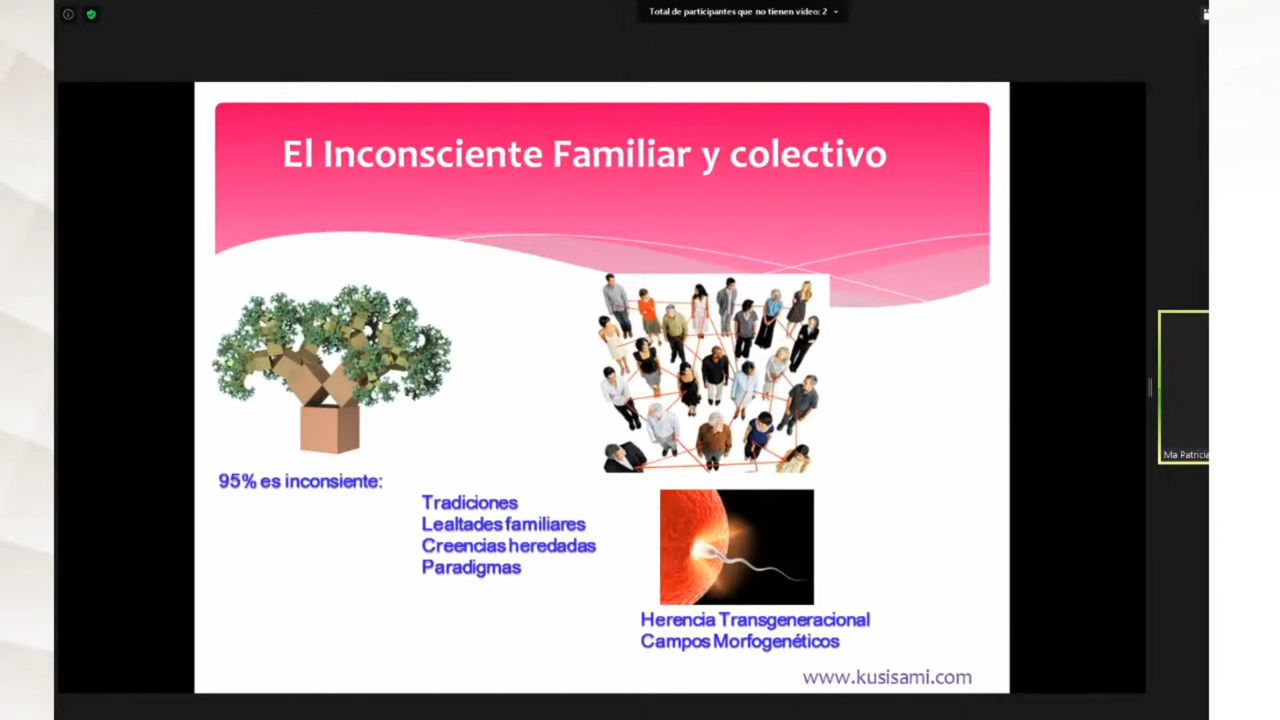 Total de participantes que no tienen video: 2
El Inconsciente Familiar y colectivo
95% es inconsiente:
Tradiciones
Lealtades familiares
Creencias heredadas
Paradigmas
Ma Patricia
Herencia Transgeneracional
Campos Morfogenéticos
www.kusisami.com